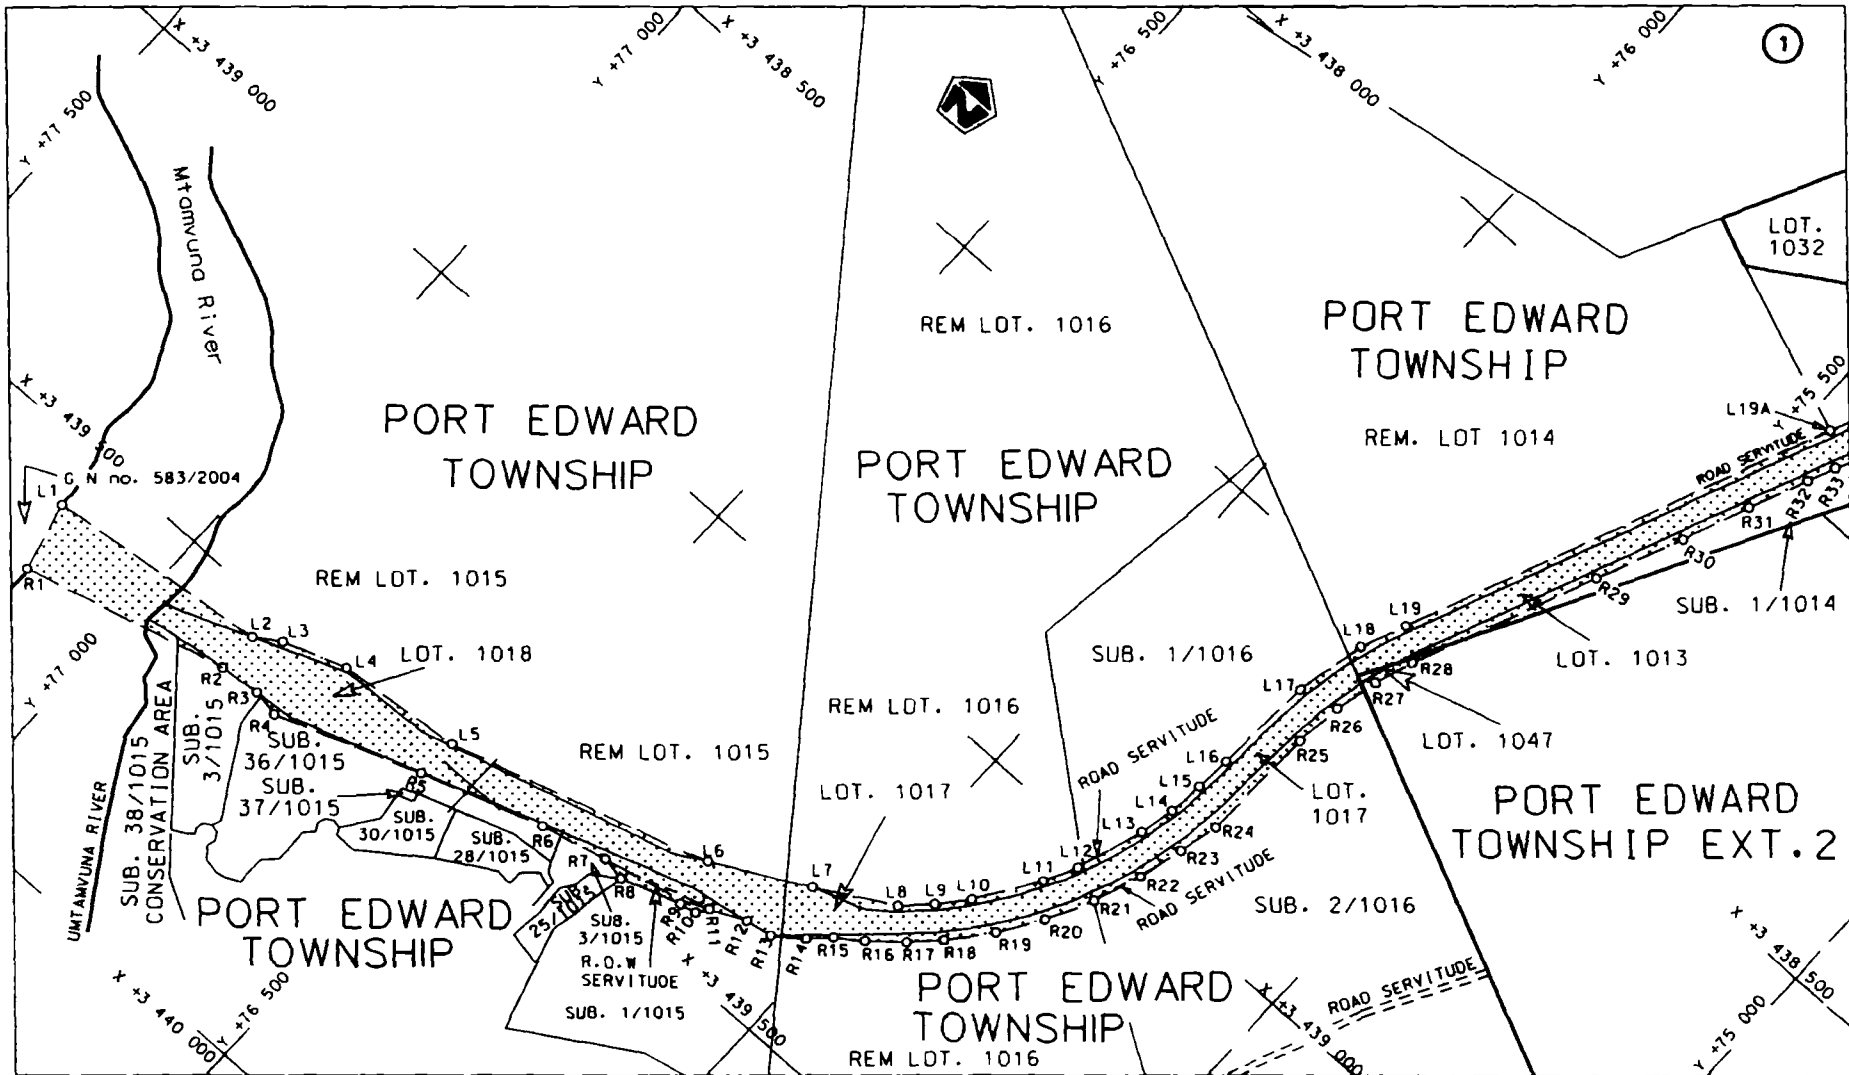 X +3 439 000
Y +77 000
X +3 438 500
Y +76 500
X +3 438 000
Y +76 000
1
Y +77 500
Mtamvuna River
N
LOT.
1032
REM LOT. 1016
PORT EDWARD
TOWNSHIP
REM. LOT 1014
L19A
Y +75 500
ROAD SERVITUDE
PORT EDWARD
TOWNSHIP
PORT EDWARD
TOWNSHIP
X +3 439 500
G N no. 583/2004
L1
R1
REM LOT. 1015
L2
L3
L4
LOT. 1018
L5
L6
L7
L8
L9
L10
L11
L12
L13
L14
L15
L16
L17
L18
L19
R2
R3
R4
R5
R6
R7
R8
R9
R10
R11
R12
R13
R14
R15
R16
R17
R18
R19
R20
R21
R22
R23
R24
R25
R26
R27
R28
R29
R30
R31
R32
R33
SUB. 1/1014
LOT. 1013
LOT. 1047
SUB. 1/1016
REM LOT. 1016
REM LOT. 1015
LOT. 1017
ROAD SERVITUDE
ROAD SERVITUDE
LOT.
1017
Y +77 000
UMTAMVUNA RIVER
SUB. 38/1015
CONSERVATION AREA
SUB.
3/1015
SUB.
36/1015
SUB.
37/1015
SUB.
30/1015
SUB.
28/1015
SUB.
25/1015
SUB.
3/1015
R.O.W
SERVITUDE
SUB. 1/1015
PORT EDWARD
TOWNSHIP
PORT EDWARD
TOWNSHIP EXT.2
SUB. 2/1016
PORT EDWARD
TOWNSHIP
REM LOT. 1016
ROAD SERVITUDE
X +3 440 000
Y +76 500
X +3 439 500
X +3 439 000
X +3 438 500
Y +75 000